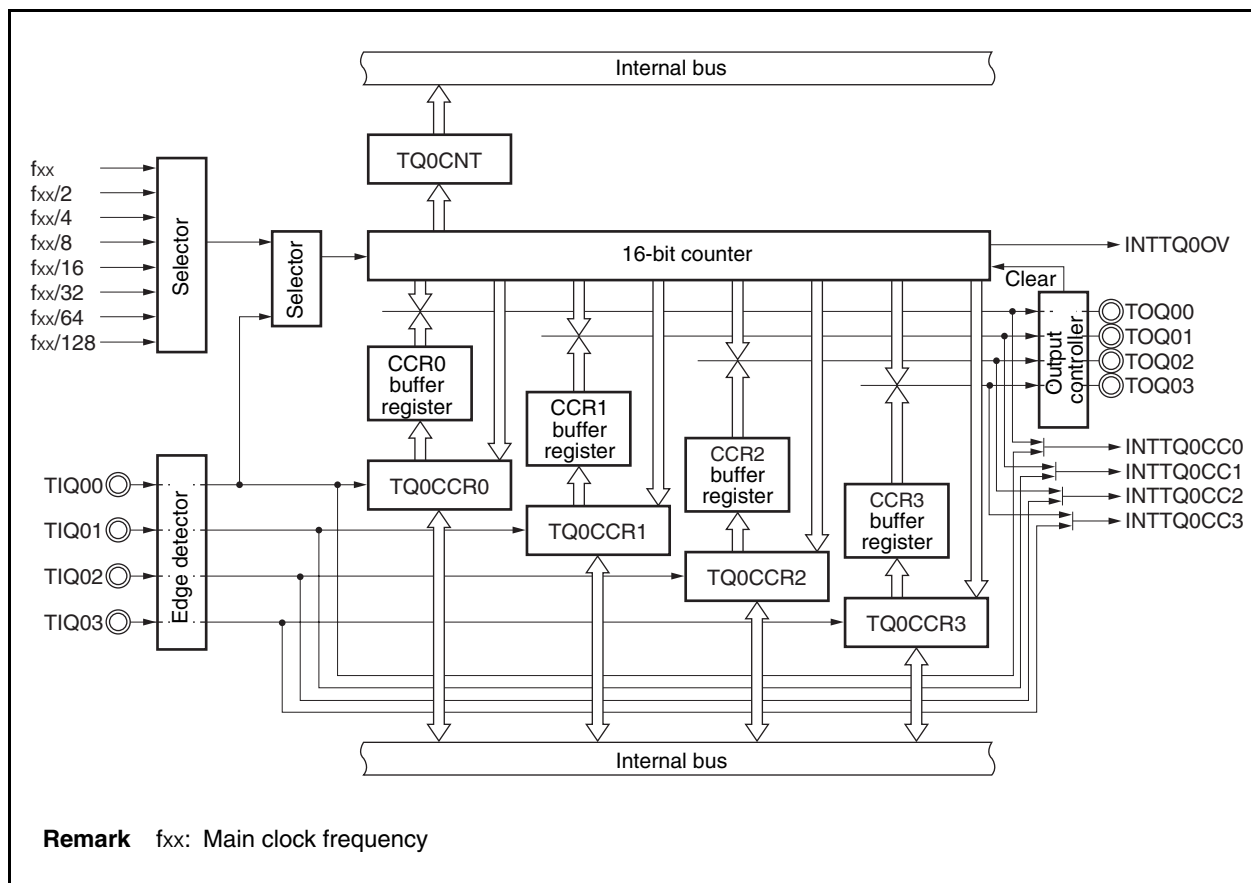 Internal bus
TQ0CNT
fxx
fxx/2
fxx/4
fxx/8
fxx/16
fxx/32
fxx/64
fxx/128
Selector
Selector
16-bit counter
INTTQ0OV
Clear
Output
controller
TOQ00
TOQ01
TOQ02
TOQ03
CCR0
buffer
register
CCR1
buffer
register
CCR2
buffer
register
CCR3
buffer
register
INTTQ0CC0
INTTQ0CC1
INTTQ0CC2
INTTQ0CC3
TIQ00
TIQ01
TIQ02
TIQ03
Edge detector
TQ0CCR0
TQ0CCR1
TQ0CCR2
TQ0CCR3
Internal bus
Remark fxx: Main clock frequency